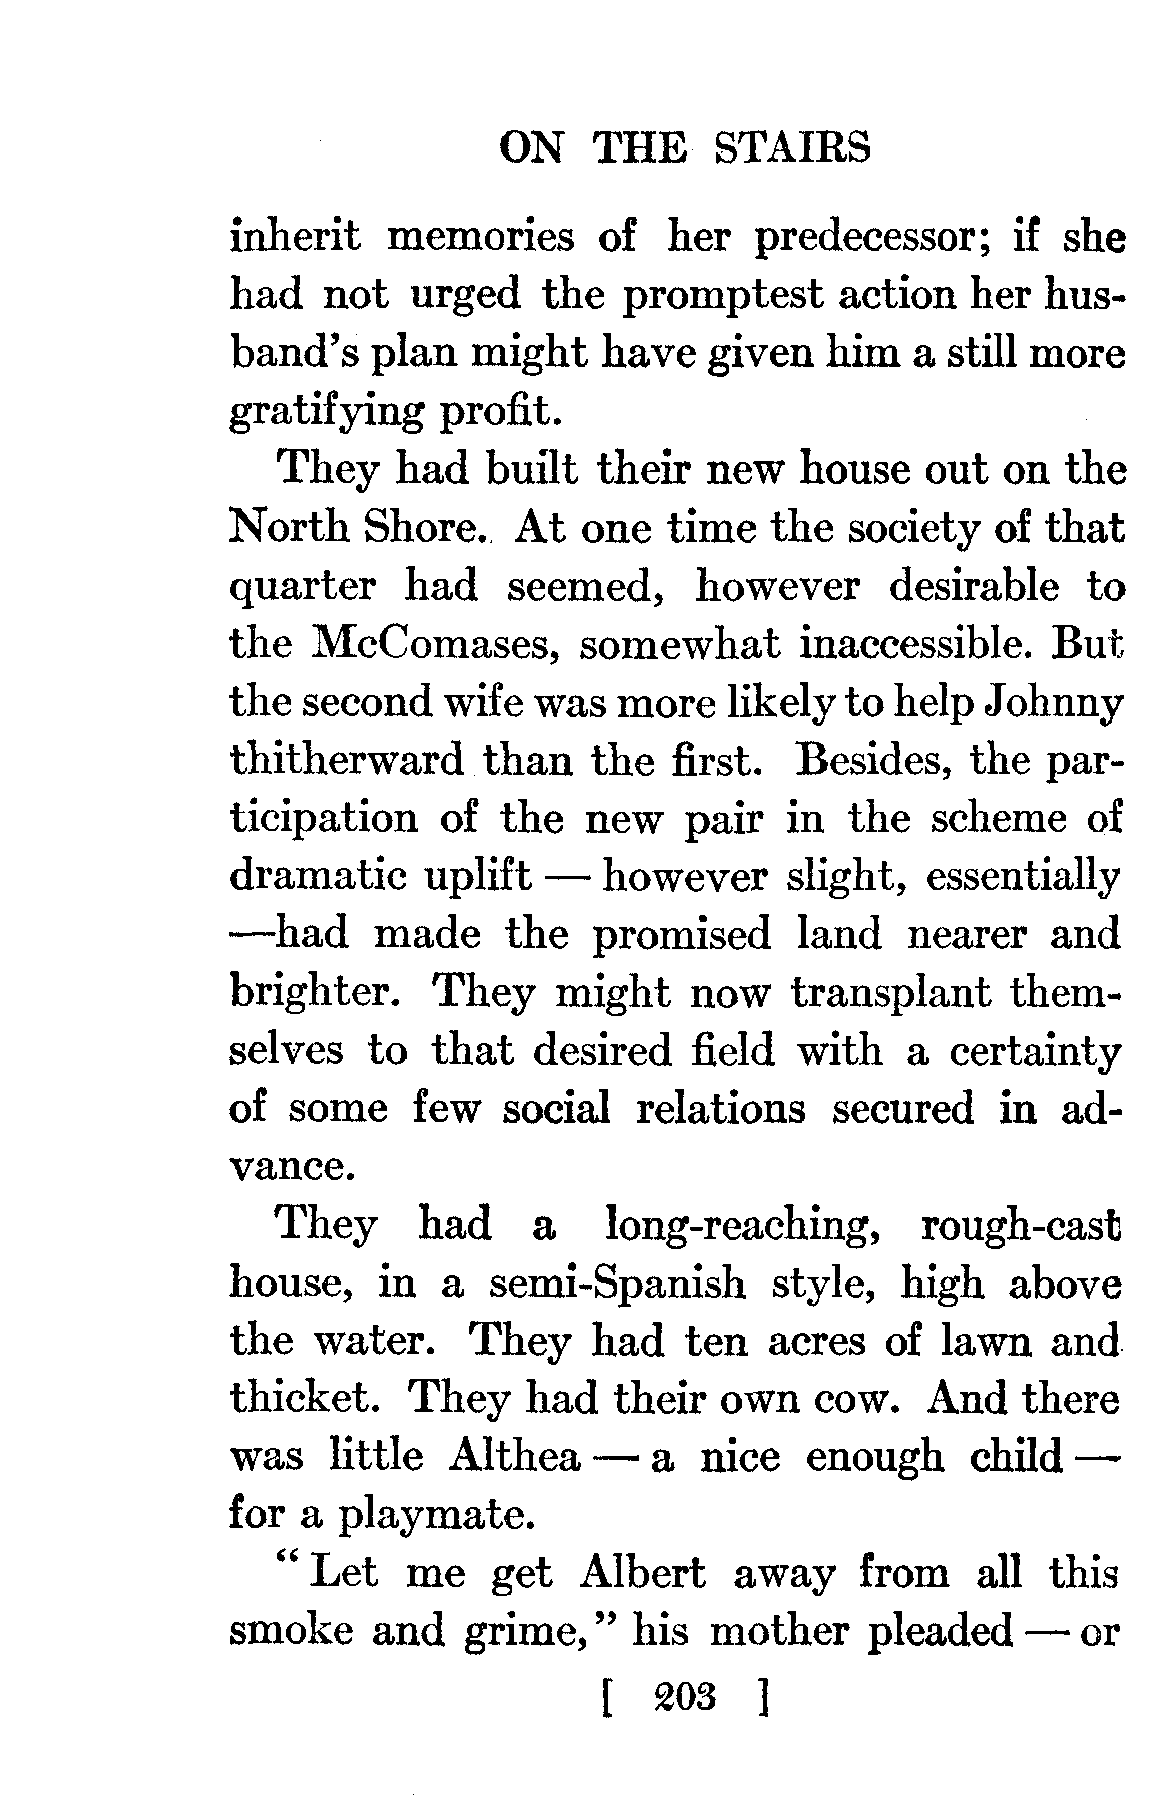 ON THE STAIRS
inherit memories of her predecessor; if she
had not urged the promptest action her hus-
band's plan might have given him a still more
gratifying profit.
They had built their new house out on the
North Shore. At one time the society of that
quarter had seemed, however desirable to
the McComases, somewhat inaccessible. But
the second wife was more likely to help Johnny
thitherward than the first. Besides, the par-
ticipation of the new pair in the scheme of
dramatic uplift — however slight, essentially
—had made the promised land nearer and
brighter. They might now transplant them-
selves to that desired field with a certainty
of some few social relations secured in ad-
vance.
They had a long-reaching, rough-cast
house, in a semi-Spanish style, high above
the water. They had ten acres of lawn and
thicket. They had their own cow. And there
was little Althea — a nice enough child —
for a playmate.
“Let me get Albert away from all this
smoke and grime,” his mother pleaded — or
[ 203 ]